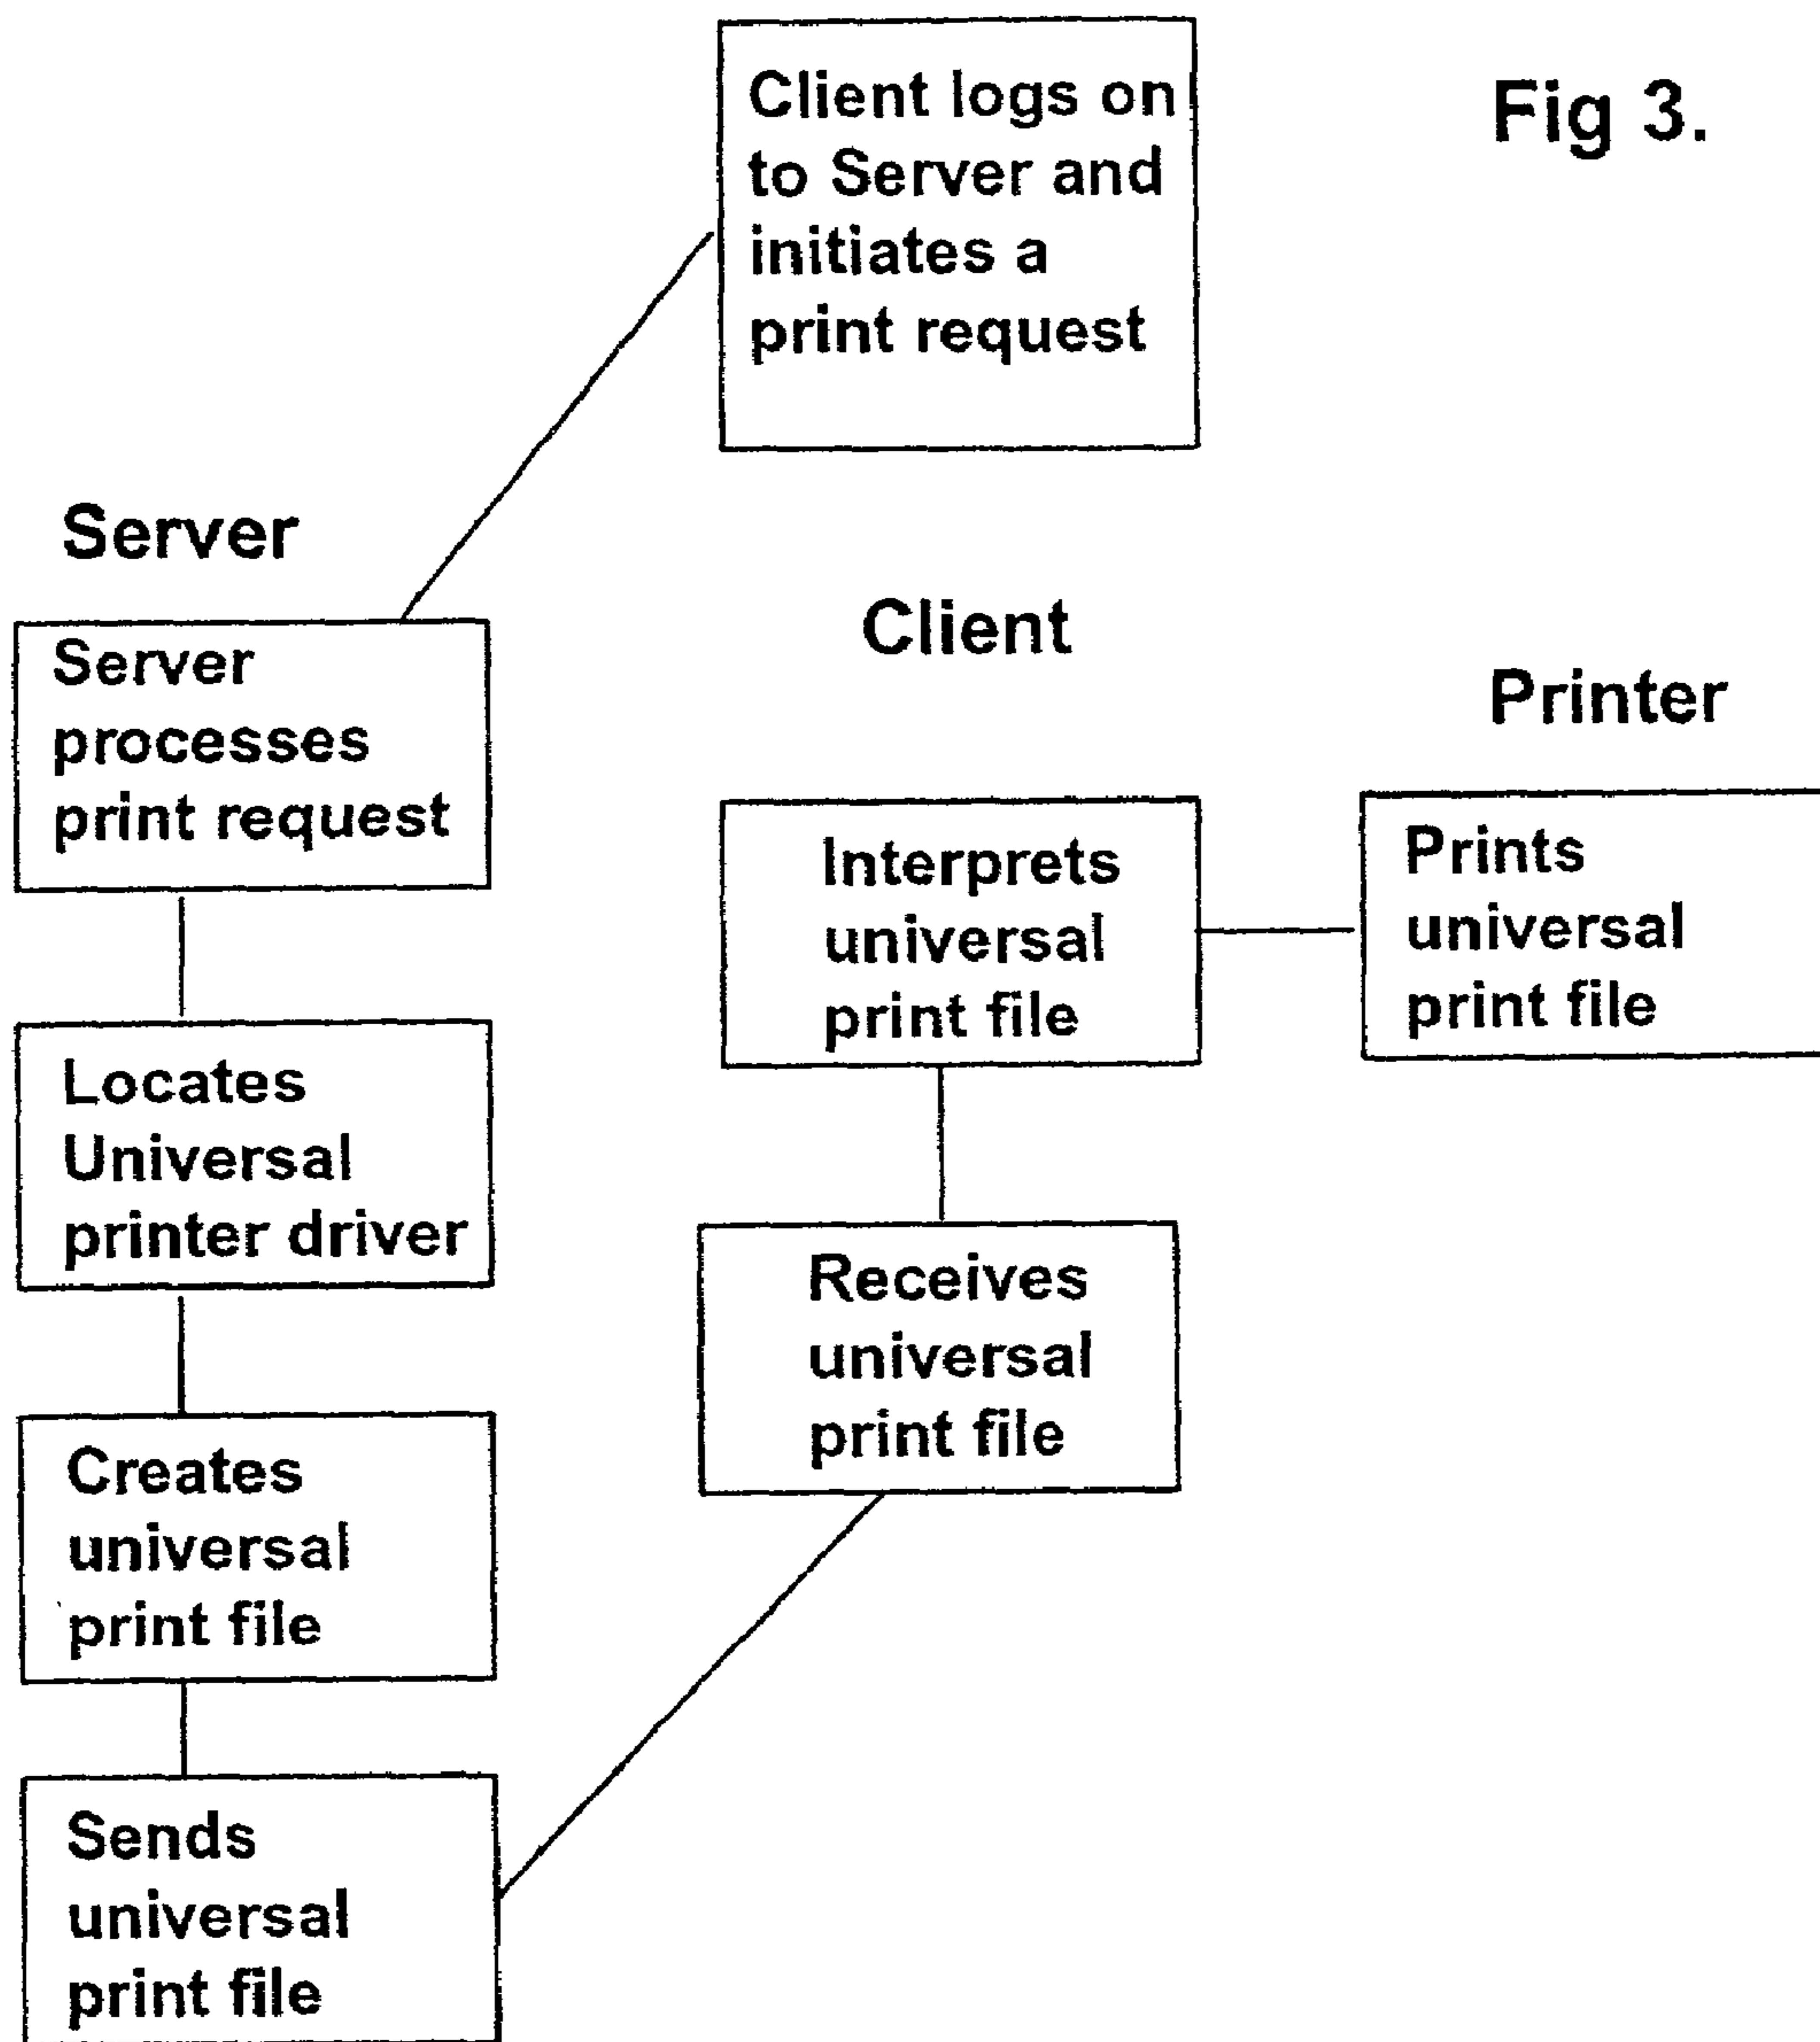 Fig 3.
Client logs on
to Server and
initiates a
print request
Server
Server
processes
print request
Locates
Universal
printer driver
Creates
universal
print file
Sends
universal
print file
Client
Interprets
universal
print file
Receives
universal
print file
Printer
Prints
universal
print file